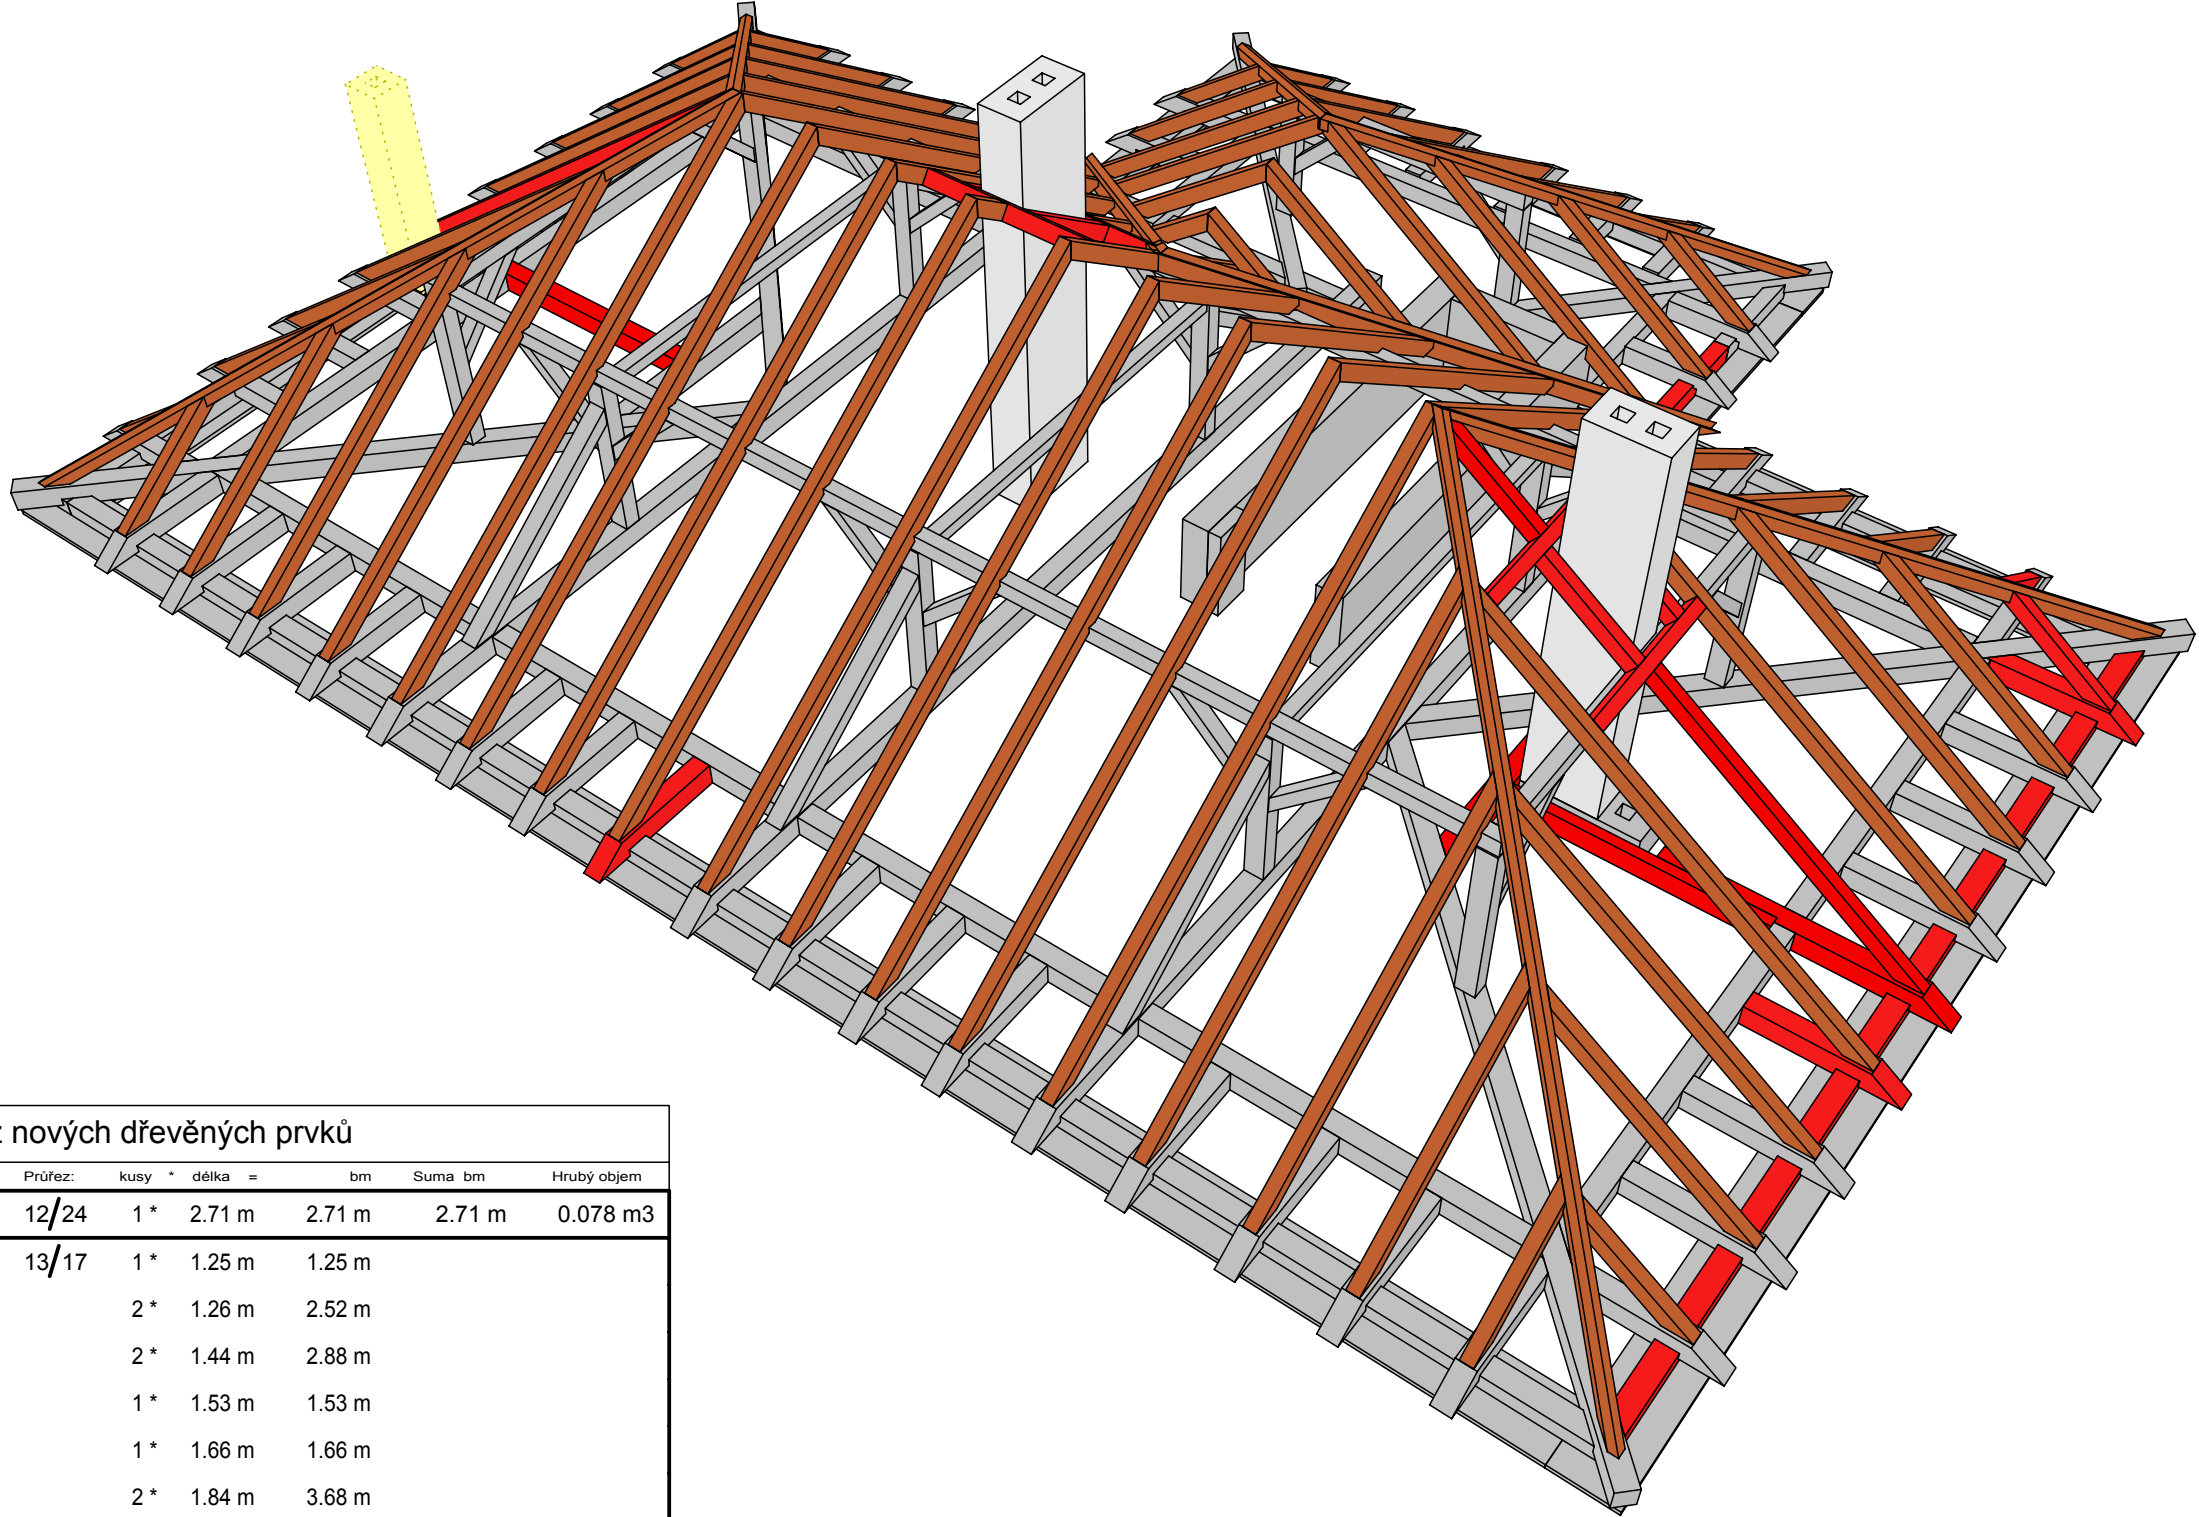 z nových dřevěných prvků
Průřez: kusy * délka = bm Suma bm Hrubý objem
12/24 1 * 2.71 m 2.71 m 2.71 m 0.078 m3
13/17 1 * 1.25 m 1.25 m
2 * 1.26 m 2.52 m
2 * 1.44 m 2.88 m
1 * 1.53 m 1.53 m
1 * 1.66 m 1.66 m
2 * 1.84 m 3.68 m